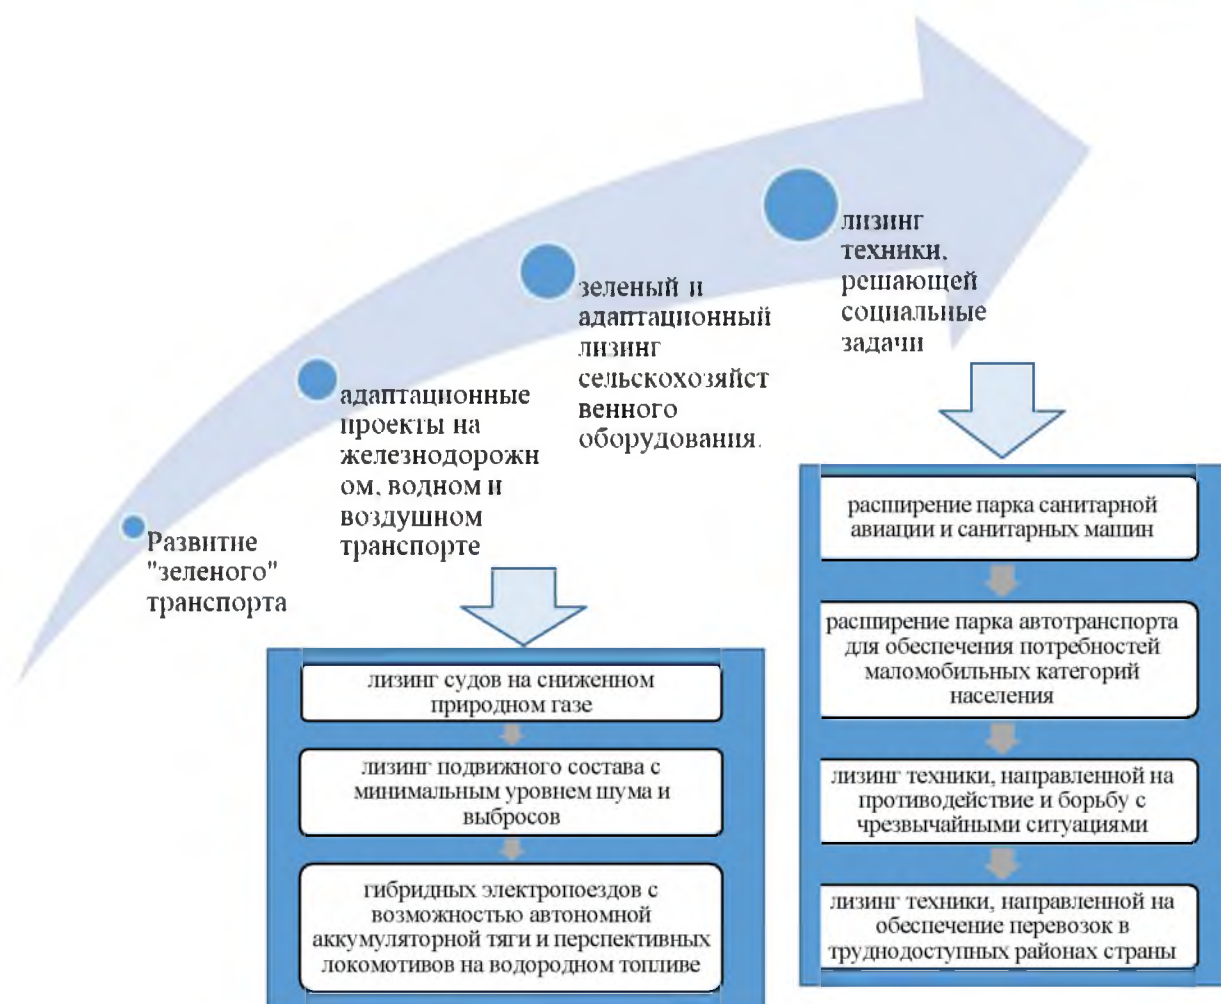 Развитие
"зеленого"
транспорта
адаптационные
проекты на
железнодорожн
ом, водном и
воздушном
транспорте
зеленый и
адаптационный
лизинг
сельскохозяйст
венного
оборудования.
лизинг
техники,
решающей
социальные
задачи
лизинг судов на сниженном
природном газе
лизинг подвижного состава с
минимальным уровнем шума и
выбросов
гибридных электропоездов с
возможностью автономной
аккумуляторной тяги и перспективных
локомотивов на водородном топливе
расширение парка санитарной
авиации и санитарных машин
расширение парка автотранспорта
для обеспечения потребностей
маломобильных категорий
населения
лизинг техники, направленной на
противодействие и борьбу с
чрезвычайными ситуациями
лизинг техники, направленной на
обеспечение перевозок в
труднодоступных районах страны